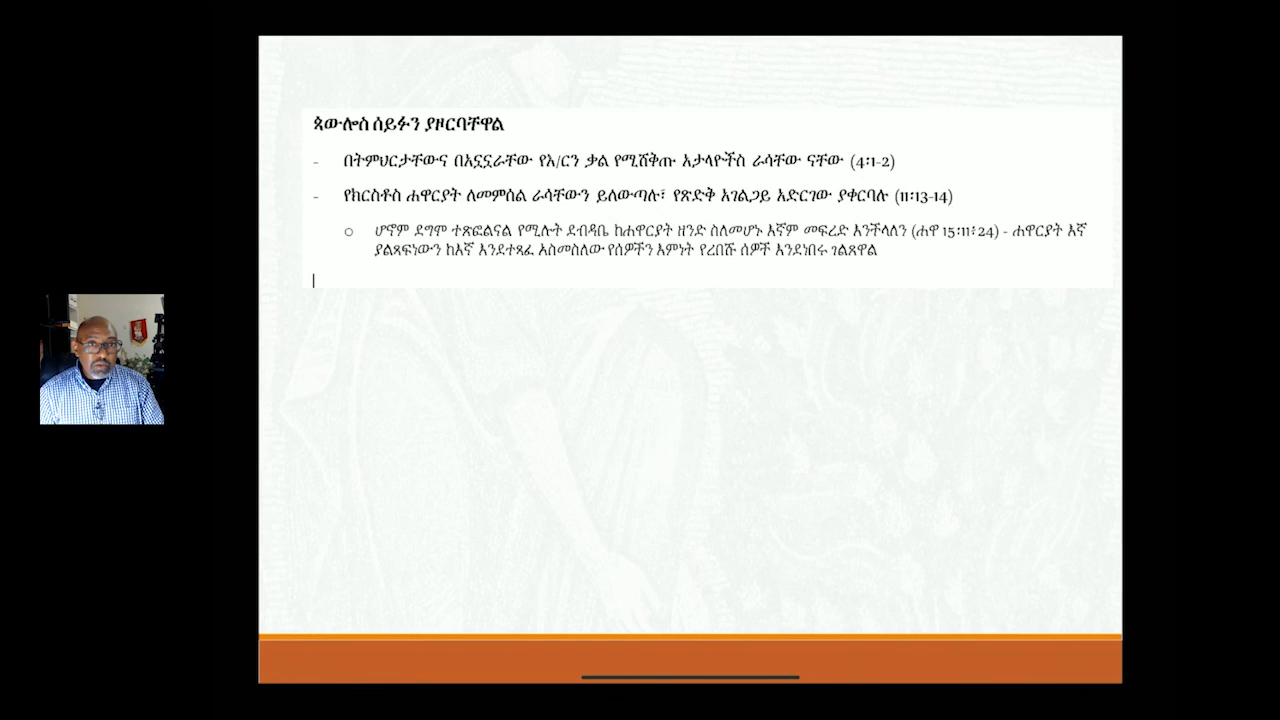 ጳውሎስ ሰይፉን ያዞርባቸዋል
- በትምህርታቸውና በአኗኗራቸው የእ/ርን ቃል የሚሸቅጡ አታላዮችስ ራሳቸው ናቸው (4፡1-2)
- የክርስቶስ ሐዋርያት ለመምሰል ራሳቸውን ይለውጣሉ፣ የጽድቅ አገልጋይ አድርገው ያቀርባሉ (11፡13-14)
o ሆኖም ደግሞ ተጽፎልናል የሚሉት ደብዳቤ ከሐዋርያት ዘንድ ስለመሆኑ እኛም መፍረድ እንችላለን (ሐዋ 15፡11፥24) - ሐዋርያት እኛ
ያልጻፍነውን ከእኛ እንደተጻፈ አስመስለው የሰዎችን እምነት የረበሹ ሰዎች እንደነበሩ ገልጸዋል